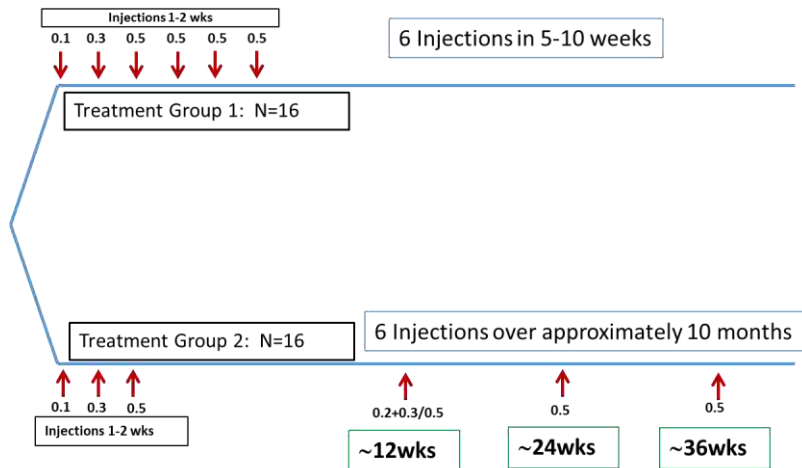 Injections 1-2 wks
0.1 0.3 0.5 0.5 0.5 0.5
6 Injections in 5-10 weeks
Treatment Group 1: N=16
Treatment Group 2: N=16
6 Injections over approximately 10 months
0.1 0.3 0.5
0.2+0.3/0.5 0.5 0.5
Injections 1-2 wks
~12wks ~24wks ~36wks